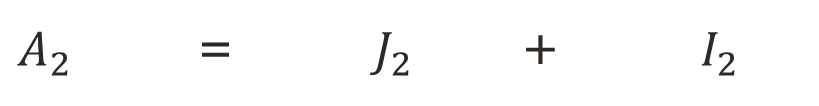 A₂ = J₂ + I₂